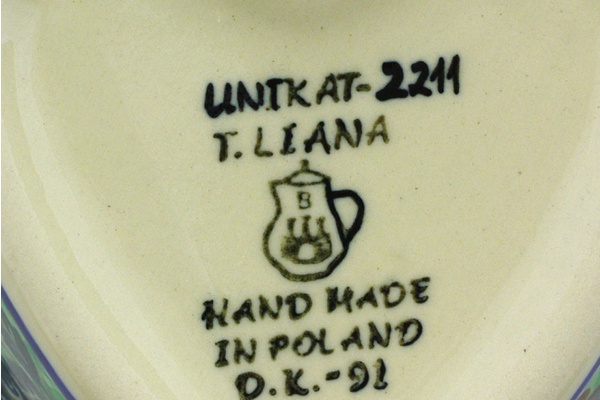 UNIKAT-2211
T. LIANA
B
HAND MADE
IN POLAND
D.K.-91